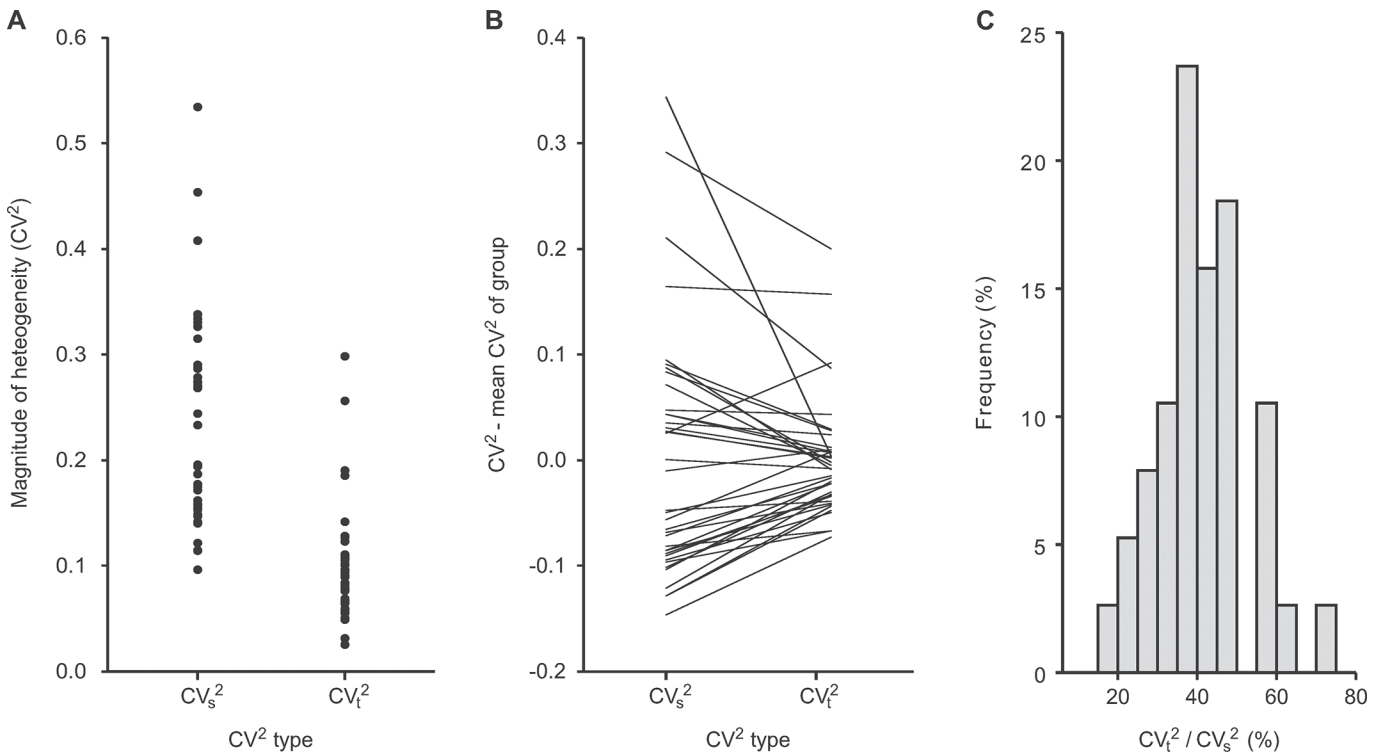 A
0.6
0.5
0.4
0.3
0.2
0.1
0.0
Magnitude of heteogeneity (CV²)
CVₛ²
CVₜ²
CV² type
B
0.4
0.3
0.2
0.1
0.0
-0.1
-0.2
CV² - mean CV² of group
CVₛ²
CVₜ²
CV² type
C
25
20
15
10
5
0
Frequency (%)
20 40 60 80
CVₜ² / CVₛ² (%)